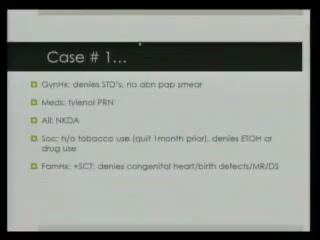 Case # 1...
GynHx: denies STD's, no abn pap smear
Meds: tylenol PRN
All: NKDA
Soc: h/o tobacco use (quit 1month prior), denies ETOH or
drug use
FamHx: +SCT; denies congenital heart/birth defects/MR/DS